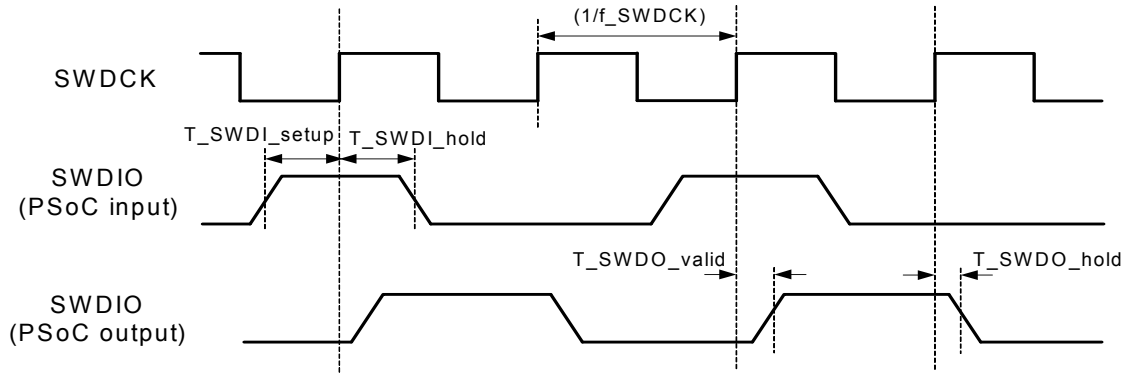 (1/f_SWDCK)
SWDCK
T_SWDI_setup
T_SWDI_hold
SWDIO
(PSoC input)
T_SWDO_valid
T_SWDO_hold
SWDIO
(PSoC output)